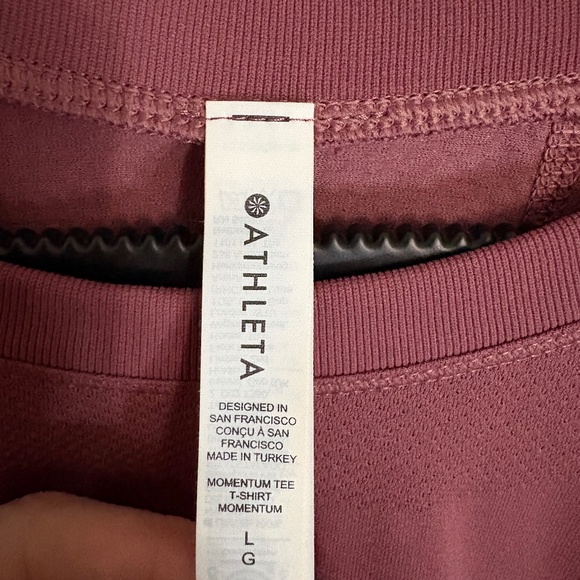 ATHLETA
DESIGNED IN
SAN FRANCISCO
CONÇU À SAN
FRANCISCO
MADE IN TURKEY
MOMENTUM TEE
T-SHIRT
MOMENTUM
L
G